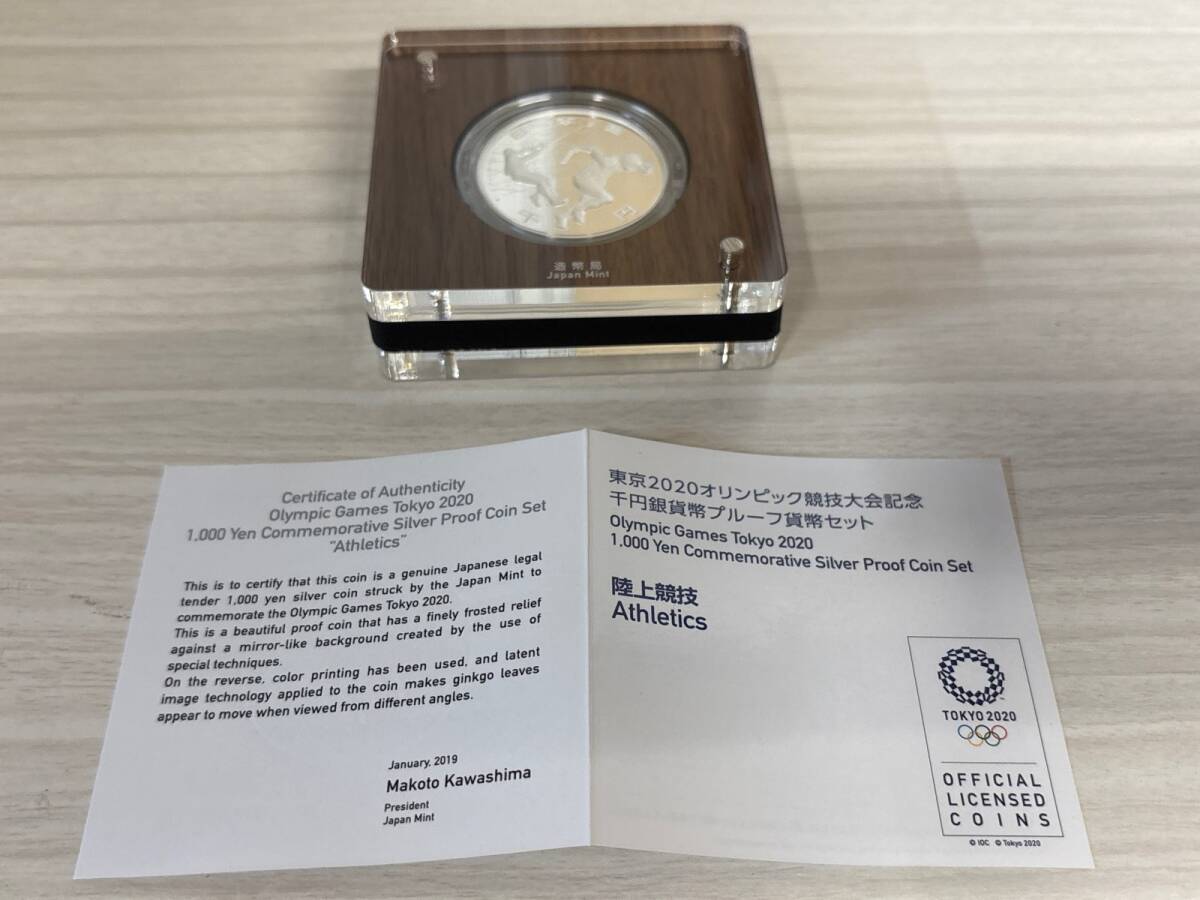 日本国
千円
造幣局
Japan Mint
Certificate of Authenticity
Olympic Games Tokyo 2020
1,000 Yen Commemorative Silver Proof Coin Set
"Athletics"
This is to certify that this coin is a genuine Japanese legal
tender 1,000 yen silver coin struck by the Japan Mint to
commemorate the Olympic Games Tokyo 2020.
This is a beautiful proof coin that has a finely frosted relief
against a mirror-like background created by the use of
special techniques.
On the reverse, color printing has been used, and latent
image technology applied to the coin makes ginkgo leaves
appear to move when viewed from different angles.
January, 2019
Makoto Kawashima
President
Japan Mint
東京2020オリンピック競技大会記念
千円銀貨幣プルーフ貨幣セット
Olympic Games Tokyo 2020
1,000 Yen Commemorative Silver Proof Coin Set
陸上競技
Athletics
TOKYO 2020
OFFICIAL
LICENSED
COINS
© IOC © Tokyo 2020